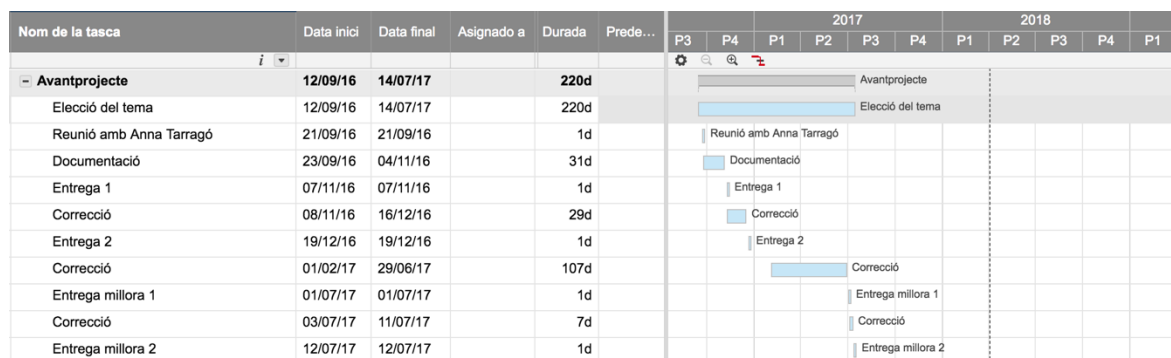 Nom de la tasca Data inici Data final Asignado a Durada Prede... 2017 2018
P3 P4 P1 P2 P3 P4 P1 P2 P3 P4 P1
i
Avantprojecte 12/09/16 14/07/17 220d Avantprojecte
Elecció del tema 12/09/16 14/07/17 220d Elecció del tema
Reunió amb Anna Tarragó 21/09/16 21/09/16 1d Reunió amb Anna Tarragó
Documentació 23/09/16 04/11/16 31d Documentació
Entrega 1 07/11/16 07/11/16 1d Entrega 1
Correcció 08/11/16 16/12/16 29d Correcció
Entrega 2 19/12/16 19/12/16 1d Entrega 2
Correcció 01/02/17 29/06/17 107d Correcció
Entrega millora 1 01/07/17 01/07/17 1d Entrega millora 1
Correcció 03/07/17 11/07/17 7d Correcció
Entrega millora 2 12/07/17 12/07/17 1d Entrega millora 2